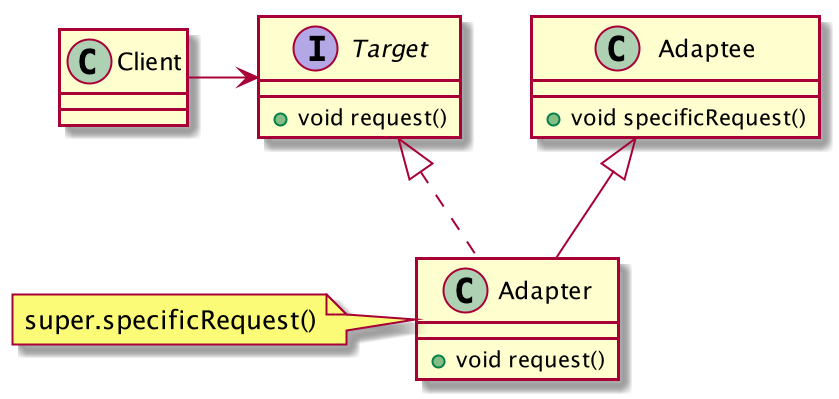 C Client
I Target
C Adaptee
void request()
void specificRequest()
C Adapter
super.specificRequest()
void request()